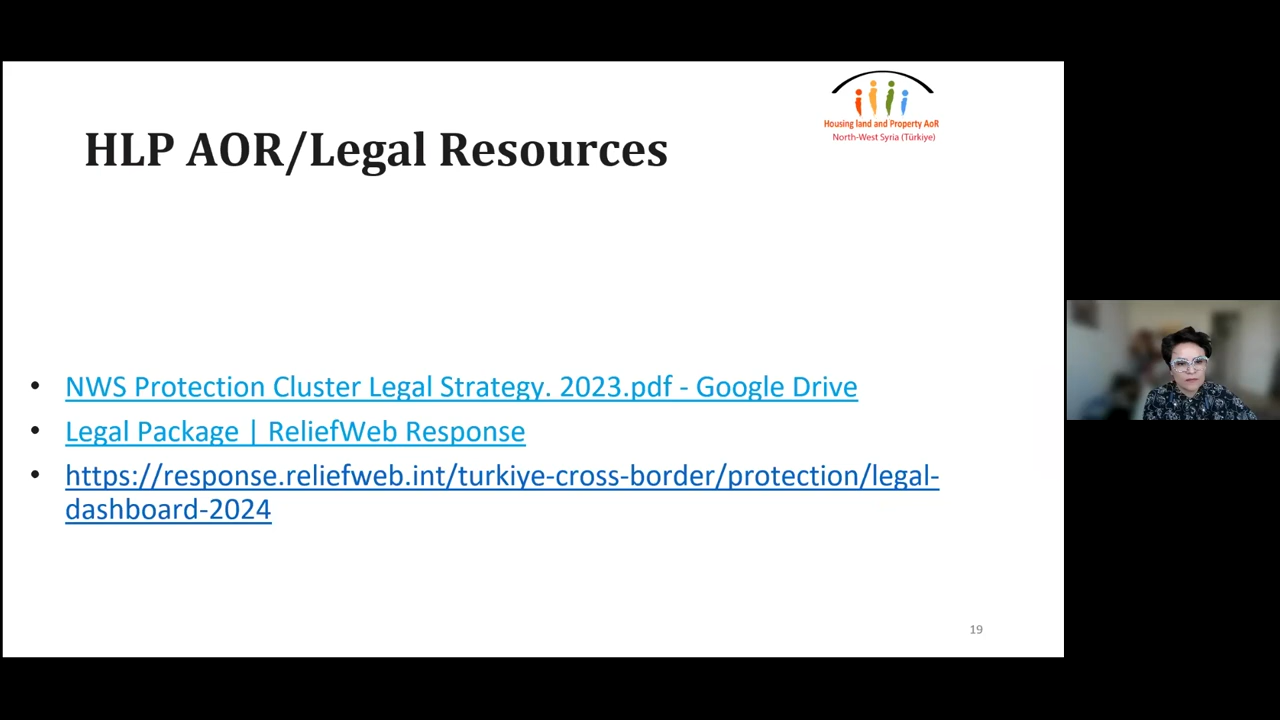 Housing land and Property AoR
North-West Syria (Türkiye)
HLP AOR/Legal Resources
• NWS Protection Cluster Legal Strategy. 2023.pdf - Google Drive
• Legal Package | ReliefWeb Response
• https://response.reliefweb.int/turkiye-cross-border/protection/legal-
dashboard-2024
19